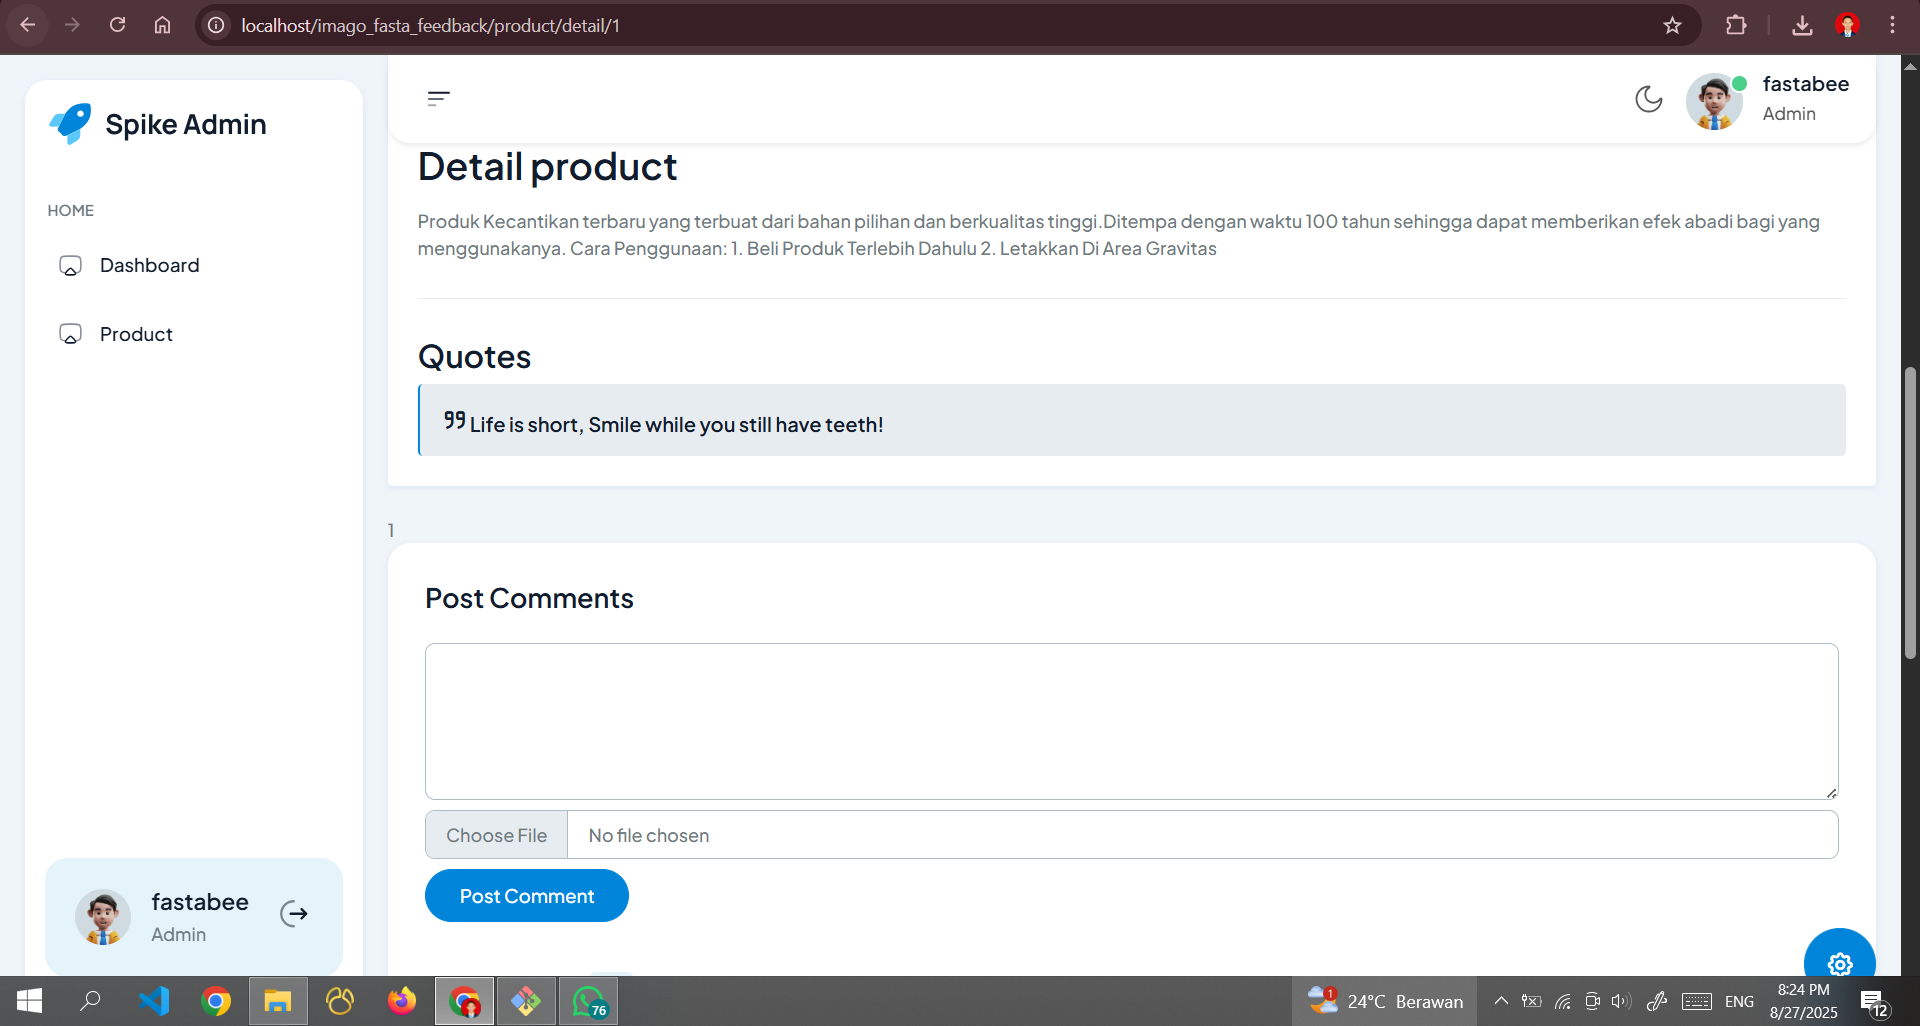 localhost/imago_fasta_feedback/product/detail/1
Spike Admin
fastabee
Admin
HOME
Dashboard
Product
Detail product
Produk Kecantikan terbaru yang terbuat dari bahan pilihan dan berkualitas tinggi.Ditempa dengan waktu 100 tahun sehingga dapat memberikan efek abadi bagi yang
menggunakanya. Cara Penggunaan: 1. Beli Produk Terlebih Dahulu 2. Letakkan Di Area Gravitas
Quotes
Life is short, Smile while you still have teeth!
1
Post Comments
Choose File No file chosen
Post Comment
fastabee
Admin
76
1
24°C Berawan
ENG
8:24 PM
8/27/2025
12